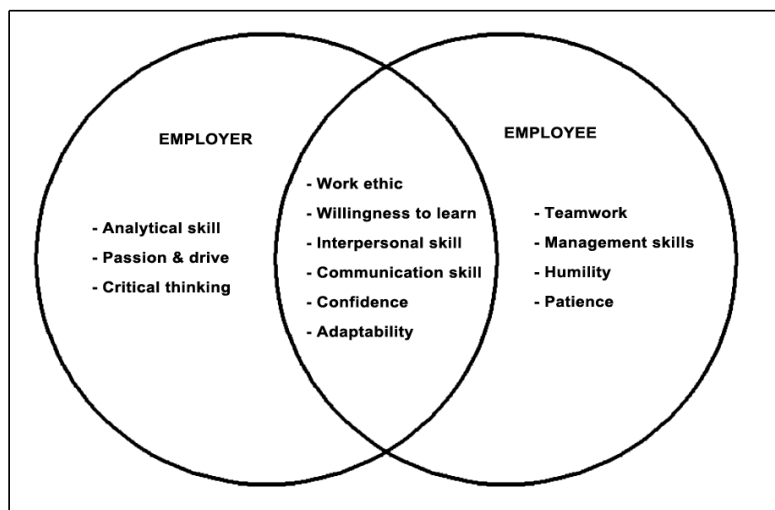 EMPLOYER
- Analytical skill
- Passion & drive
- Critical thinking
- Work ethic
- Willingness to learn
- Interpersonal skill
- Communication skill
- Confidence
- Adaptability
EMPLOYEE
- Teamwork
- Management skills
- Humility
- Patience